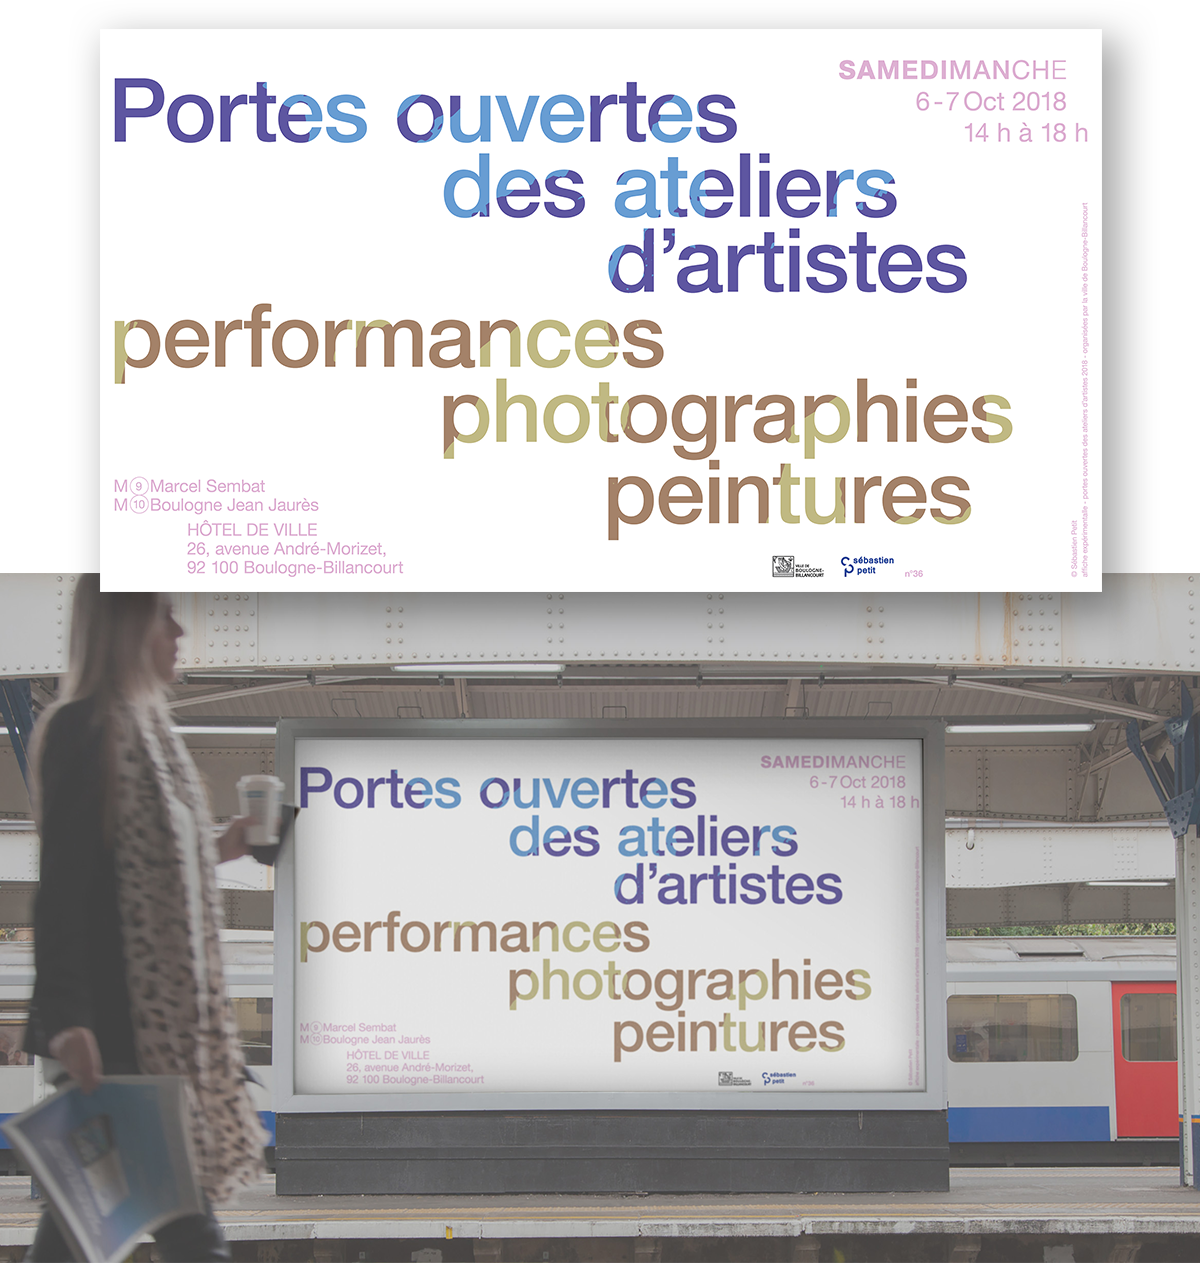 Portes ouvertes
des ateliers
d’artistes
performances
photographies
peintures
SAMEDIMANCHE
6 - 7 Oct 2018
14 h à 18 h
M 9 Marcel Sembat
M 10 Boulogne Jean Jaurès
HÔTEL DE VILLE
26, avenue André-Morizet,
92 100 Boulogne-Billancourt
VILLE DE
BOULOGNE-
BILLANCOURT
sébastien
petit
n°36
© Sébastien Petit
affiche expérimentalle - portes ouvertes des ateliers d'artistes 2018 - organisées par la ville de Boulogne-Billancourt
Portes ouvertes
des ateliers
d’artistes
performances
photographies
peintures
SAMEDIMANCHE
6 - 7 Oct 2018
14 h à 18 h
M 9 Marcel Sembat
M 10 Boulogne Jean Jaurès
HÔTEL DE VILLE
26, avenue André-Morizet,
92 100 Boulogne-Billancourt
sébastien
petit
n°36